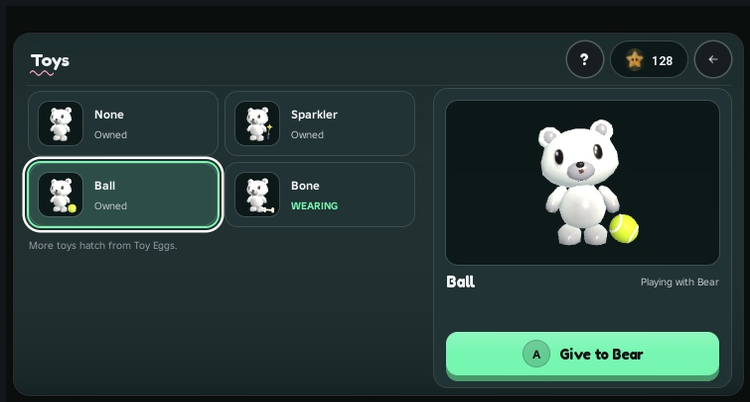 Toys
?
128
←
None
Owned
Sparkler
Owned
Ball
Owned
Bone
WEARING
More toys hatch from Toy Eggs.
Ball
Playing with Bear
A
Give to Bear